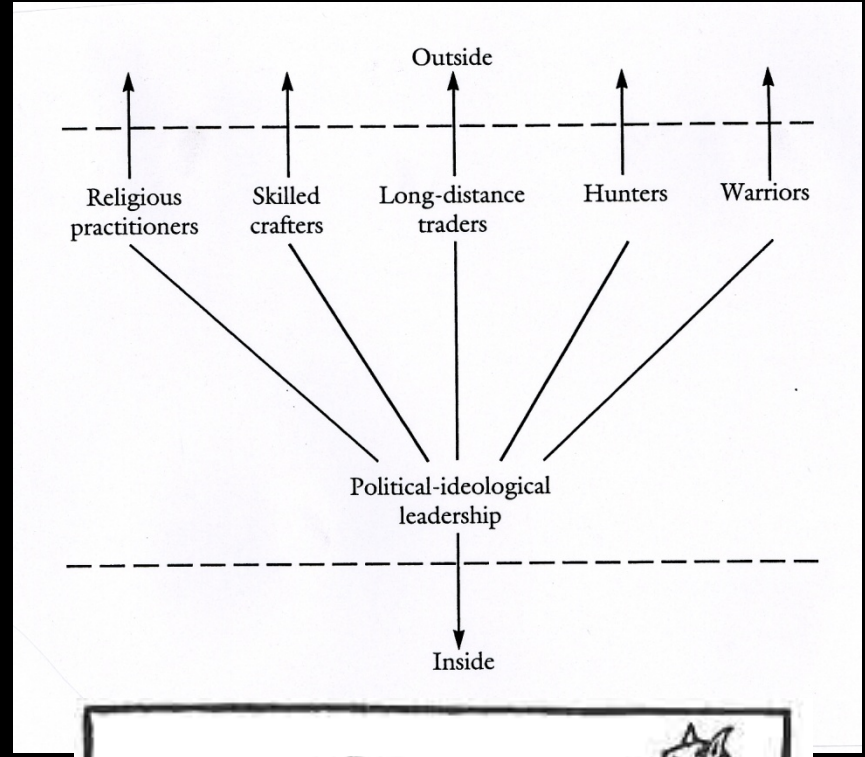 Outside
Religious
practitioners
Skilled
crafters
Long-distance
traders
Hunters
Warriors
Political-ideological
leadership
Inside